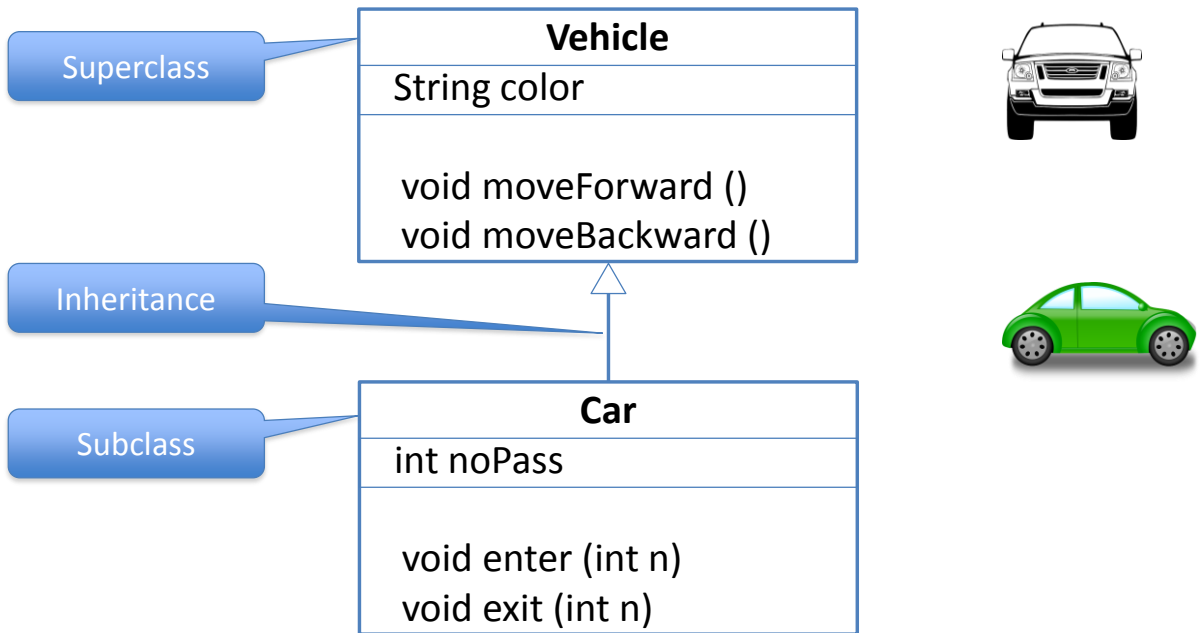 Superclass
Vehicle
String color
void moveForward ()
void moveBackward ()
Inheritance
Subclass
Car
int noPass
void enter (int n)
void exit (int n)